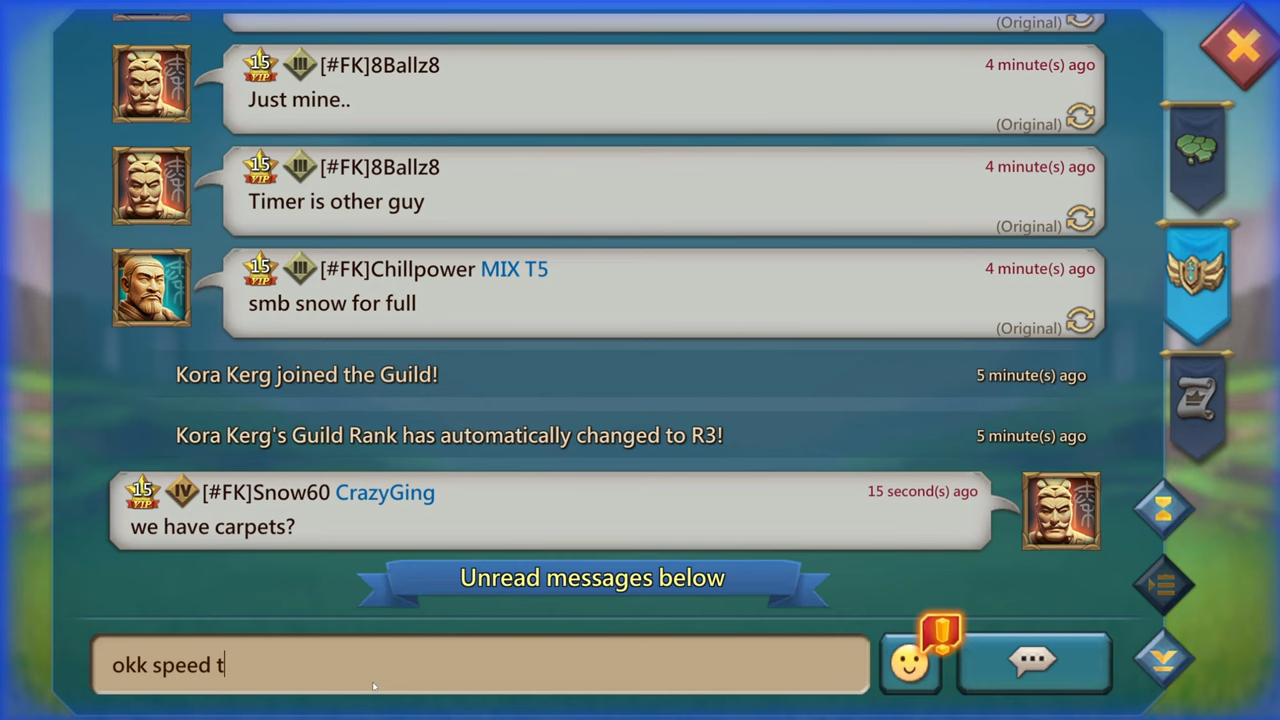 (Original)
15 VIP III [#FK]8Ballz8 4 minute(s) ago
Just mine..
(Original)
15 VIP III [#FK]8Ballz8 4 minute(s) ago
Timer is other guy
(Original)
15 VIP III [#FK]Chillpower MIX T5 4 minute(s) ago
smb snow for full
(Original)
Kora Kerg joined the Guild! 5 minute(s) ago
Kora Kerg's Guild Rank has automatically changed to R3! 5 minute(s) ago
15 VIP IV [#FK]Snow60 CrazyGing 15 second(s) ago
we have carpets?
Unread messages below
okk speed t